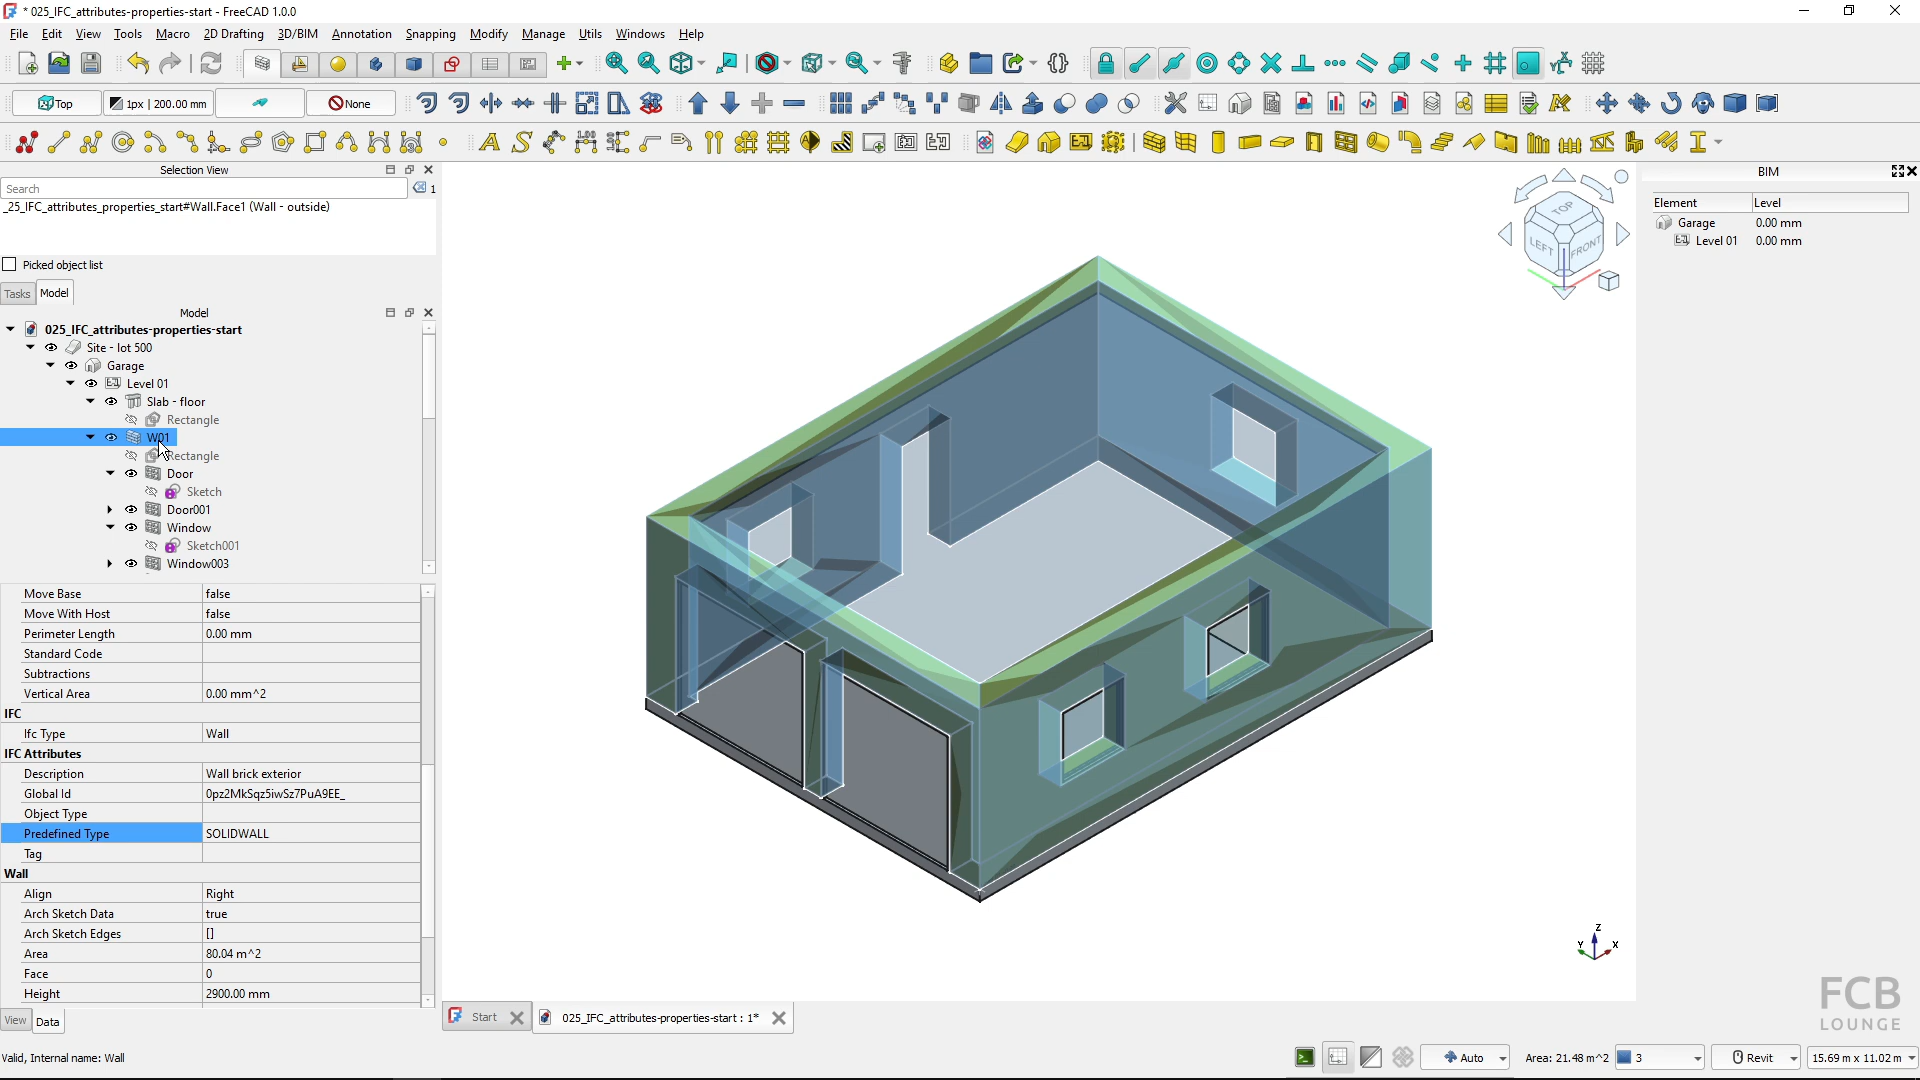 * 025_IFC_attributes-properties-start - FreeCAD 1.0.0
File Edit View Tools Macro 2D Drafting 3D/BIM Annotation Snapping Modify Manage Utils Windows Help
Top 1px | 200.00 mm None
Selection View
Search 1
_25_IFC_attributes_properties_start#Wall.Face1 (Wall - outside)
Picked object list
Tasks Model
Model
025_IFC_attributes-properties-start
Site - lot 500
Garage
Level 01
Slab - floor
Rectangle
W01
Rectangle
Door
Sketch
Door001
Window
Sketch001
Window003
Move Base false
Move With Host false
Perimeter Length 0.00 mm
Standard Code
Subtractions
Vertical Area 0.00 mm^2
IFC
Ifc Type Wall
IFC Attributes
Description Wall brick exterior
Global Id 0pz2MkSqz5iwSz7PuA9EE_
Object Type
Predefined Type SOLIDWALL
Tag
Wall
Align Right
Arch Sketch Data true
Arch Sketch Edges []
Area 80.04 m^2
Face 0
Height 2900.00 mm
View Data
Valid, Internal name: Wall
TOP
LEFT FRONT
Z
Y X
Start 025_IFC_attributes-properties-start : 1*
BIM
Element Level
Garage 0.00 mm
Level 01 0.00 mm
FCB
LOUNGE
Auto Area: 21.48 m^2 3 Revit 15.69 m x 11.02 m